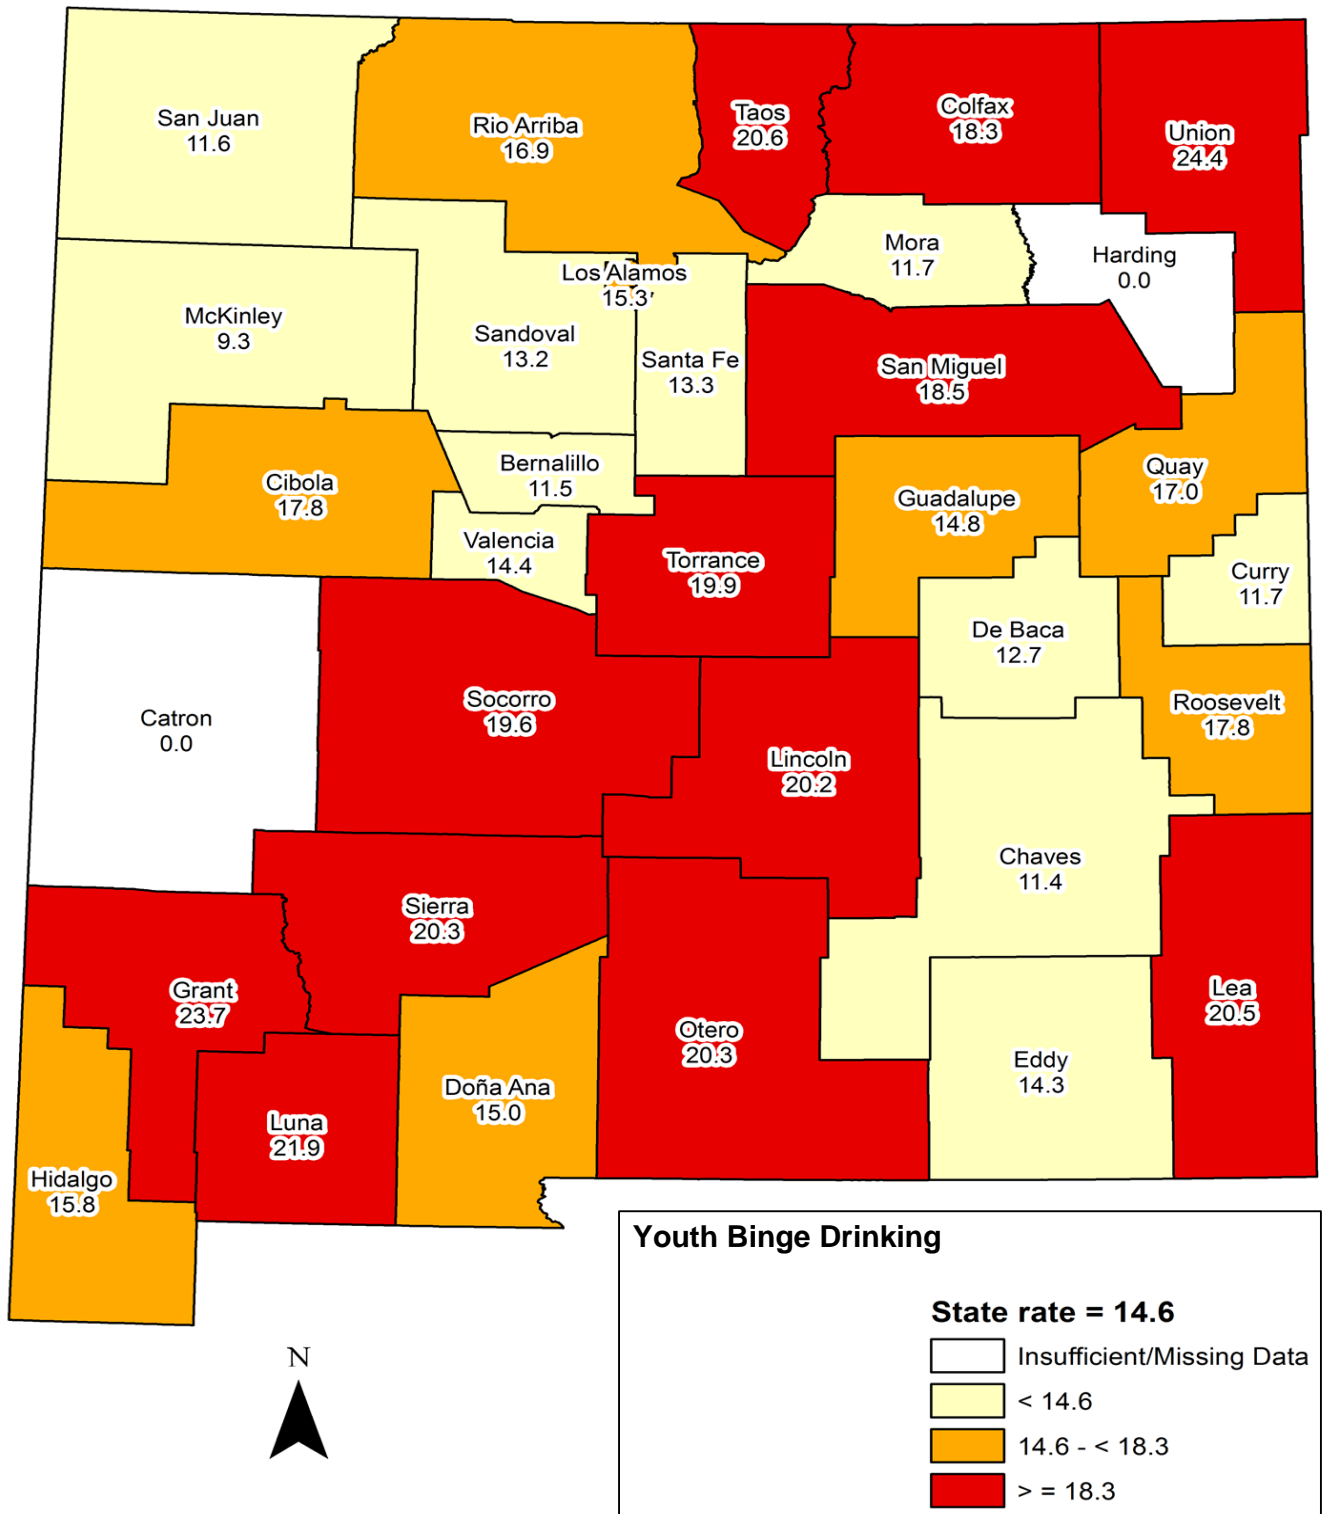 San Juan
11.6
Rio Arriba
16.9
Taos
20.6
Colfax
18.3
Union
24.4
Mora
11.7
Harding
0.0
Los Alamos
15.3
McKinley
9.3
Sandoval
13.2
Santa Fe
13.3
San Miguel
18.5
Bernalillo
11.5
Cibola
17.8
Quay
17.0
Guadalupe
14.8
Valencia
14.4
Torrance
19.9
Curry
11.7
De Baca
12.7
Socorro
19.6
Roosevelt
17.8
Catron
0.0
Lincoln
20.2
Chaves
11.4
Sierra
20.3
Grant
23.7
Lea
20.5
Otero
20.3
Eddy
14.3
Doña Ana
15.0
Luna
21.9
Hidalgo
15.8
Youth Binge Drinking
State rate = 14.6
Insufficient/Missing Data
< 14.6
14.6 - < 18.3
> = 18.3
N